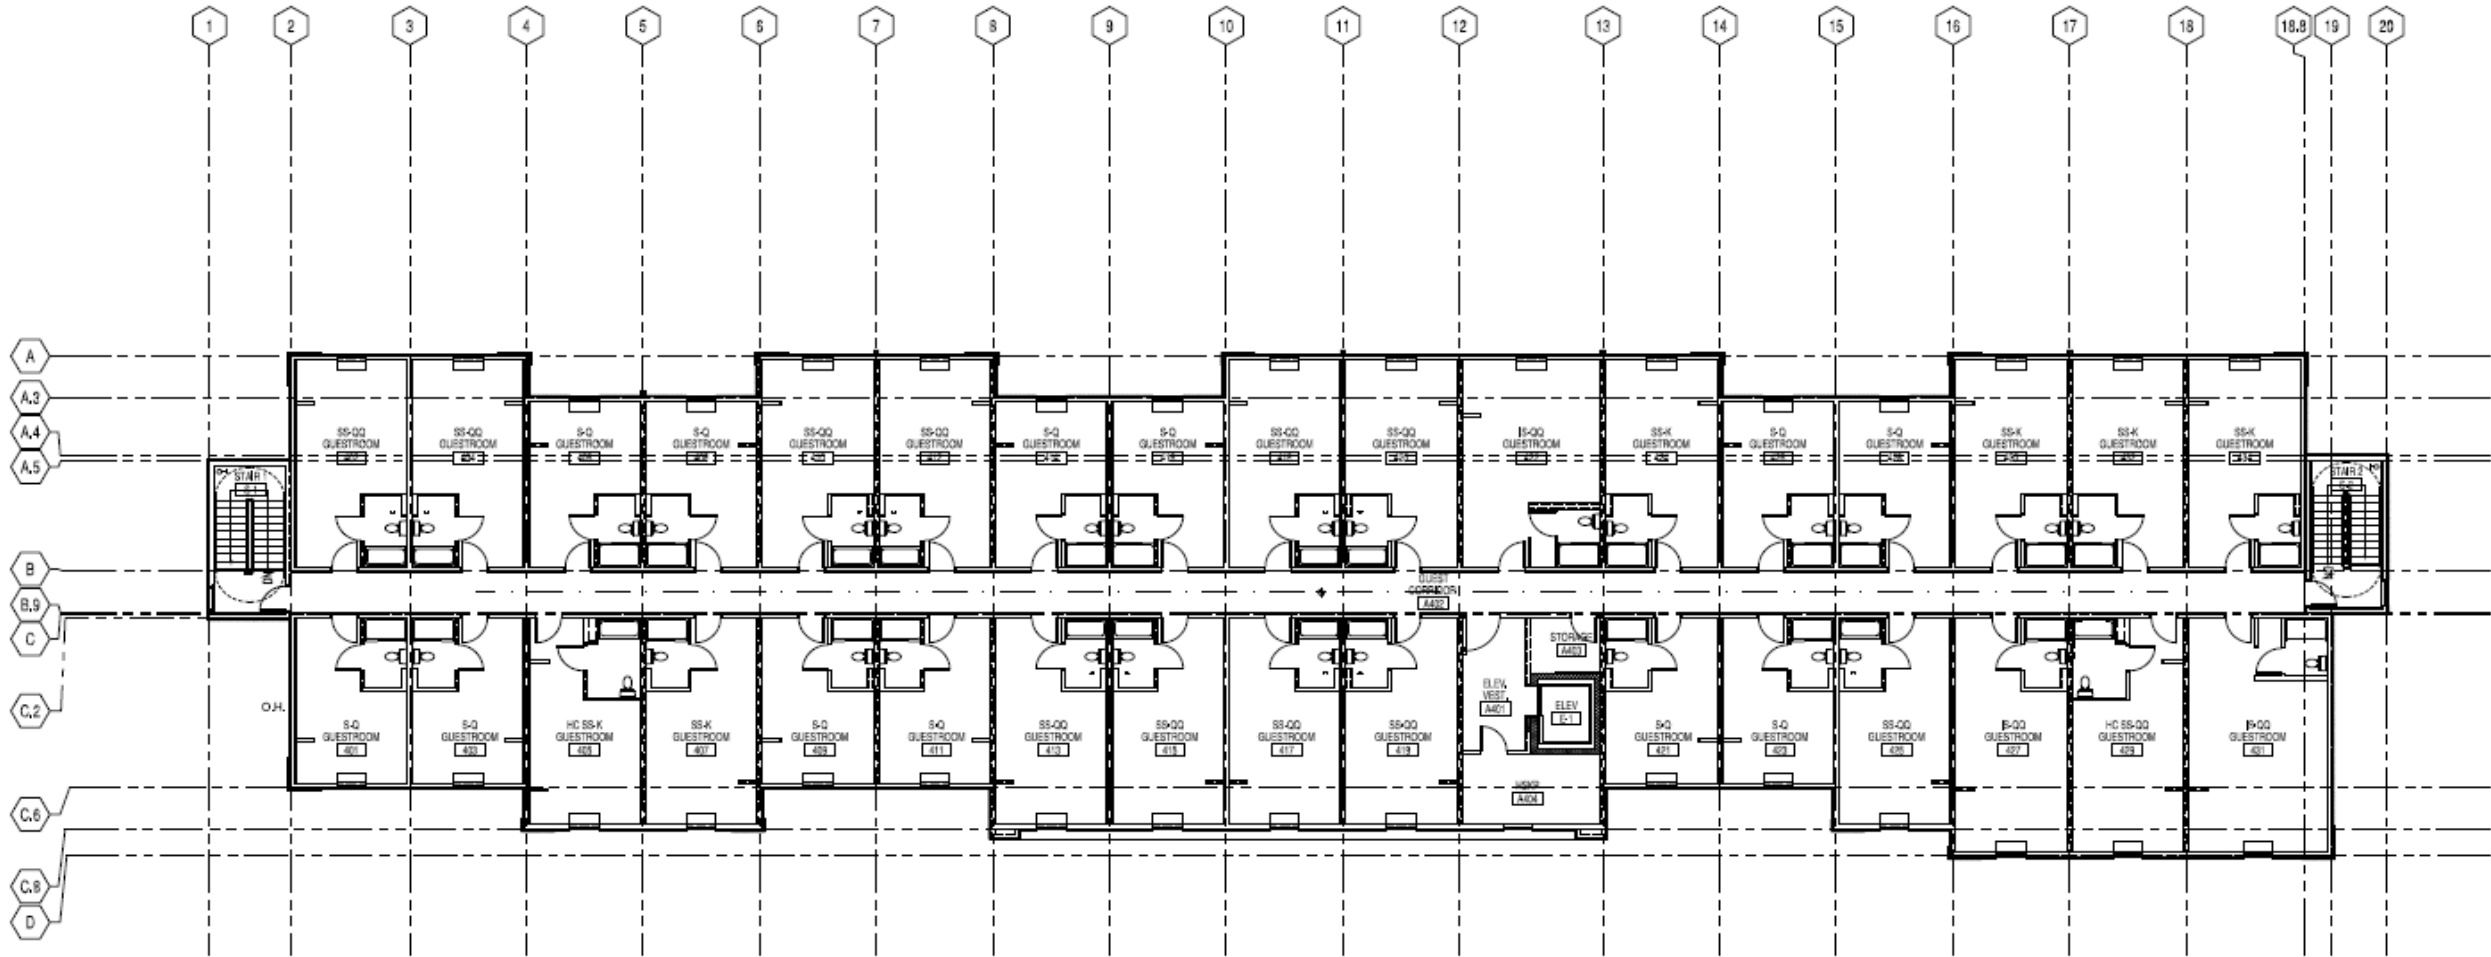 1 2 3 4 5 6 7 8 9 10 11 12 13 14 15 16 17 18 18.8 19 20
A
A.3
A.4
A.5
B
B.9
C
C.2
C.6
C.8
D
STAIR 1
SS-QQ
GUESTROOM
SS-QQ
GUESTROOM
404
S-Q
GUESTROOM
S-Q
GUESTROOM
SS-QQ
GUESTROOM
SS-QQ
GUESTROOM
S-Q
GUESTROOM
S-Q
GUESTROOM
SS-QQ
GUESTROOM
SS-QQ
GUESTROOM
IS-QQ
GUESTROOM
SS-K
GUESTROOM
S-Q
GUESTROOM
S-Q
GUESTROOM
SS-K
GUESTROOM
SS-K
GUESTROOM
SS-K
GUESTROOM
STAIR 2
DN
GUEST
CORRIDOR
A402
O.H.
S-Q
GUESTROOM
401
S-Q
GUESTROOM
403
HC SS-K
GUESTROOM
405
SS-K
GUESTROOM
407
S-Q
GUESTROOM
409
S-Q
GUESTROOM
411
SS-QQ
GUESTROOM
413
SS-QQ
GUESTROOM
415
SS-QQ
GUESTROOM
417
SS-QQ
GUESTROOM
419
ELEV.
VEST.
A401
STORAGE
A403
ELEV
E-1
HSKP
A404
S-Q
GUESTROOM
421
S-Q
GUESTROOM
423
SS-QQ
GUESTROOM
425
IS-QQ
GUESTROOM
427
HC SS-QQ
GUESTROOM
429
IS-QQ
GUESTROOM
431